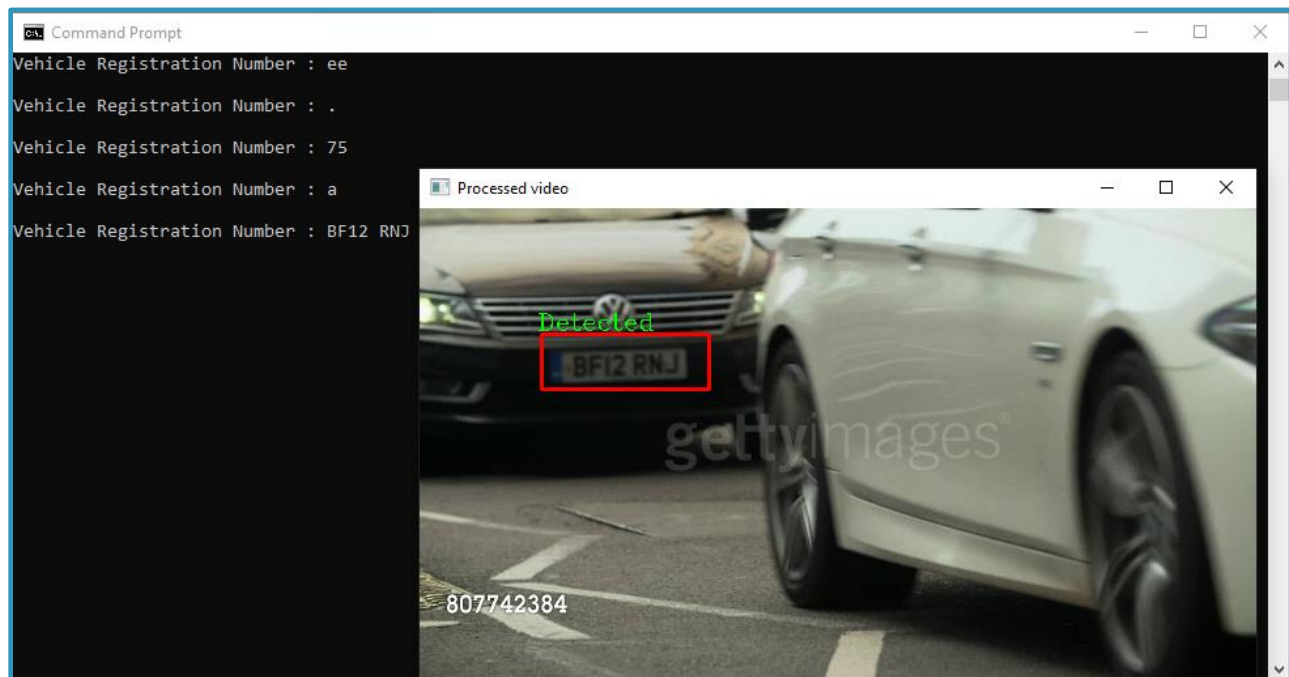 Command Prompt
Vehicle Registration Number : ee
Vehicle Registration Number : .
Vehicle Registration Number : 75
Vehicle Registration Number : a
Vehicle Registration Number : BF12 RNJ
Processed video
Detected
BF12 RNJ
gettyimages®
807742384